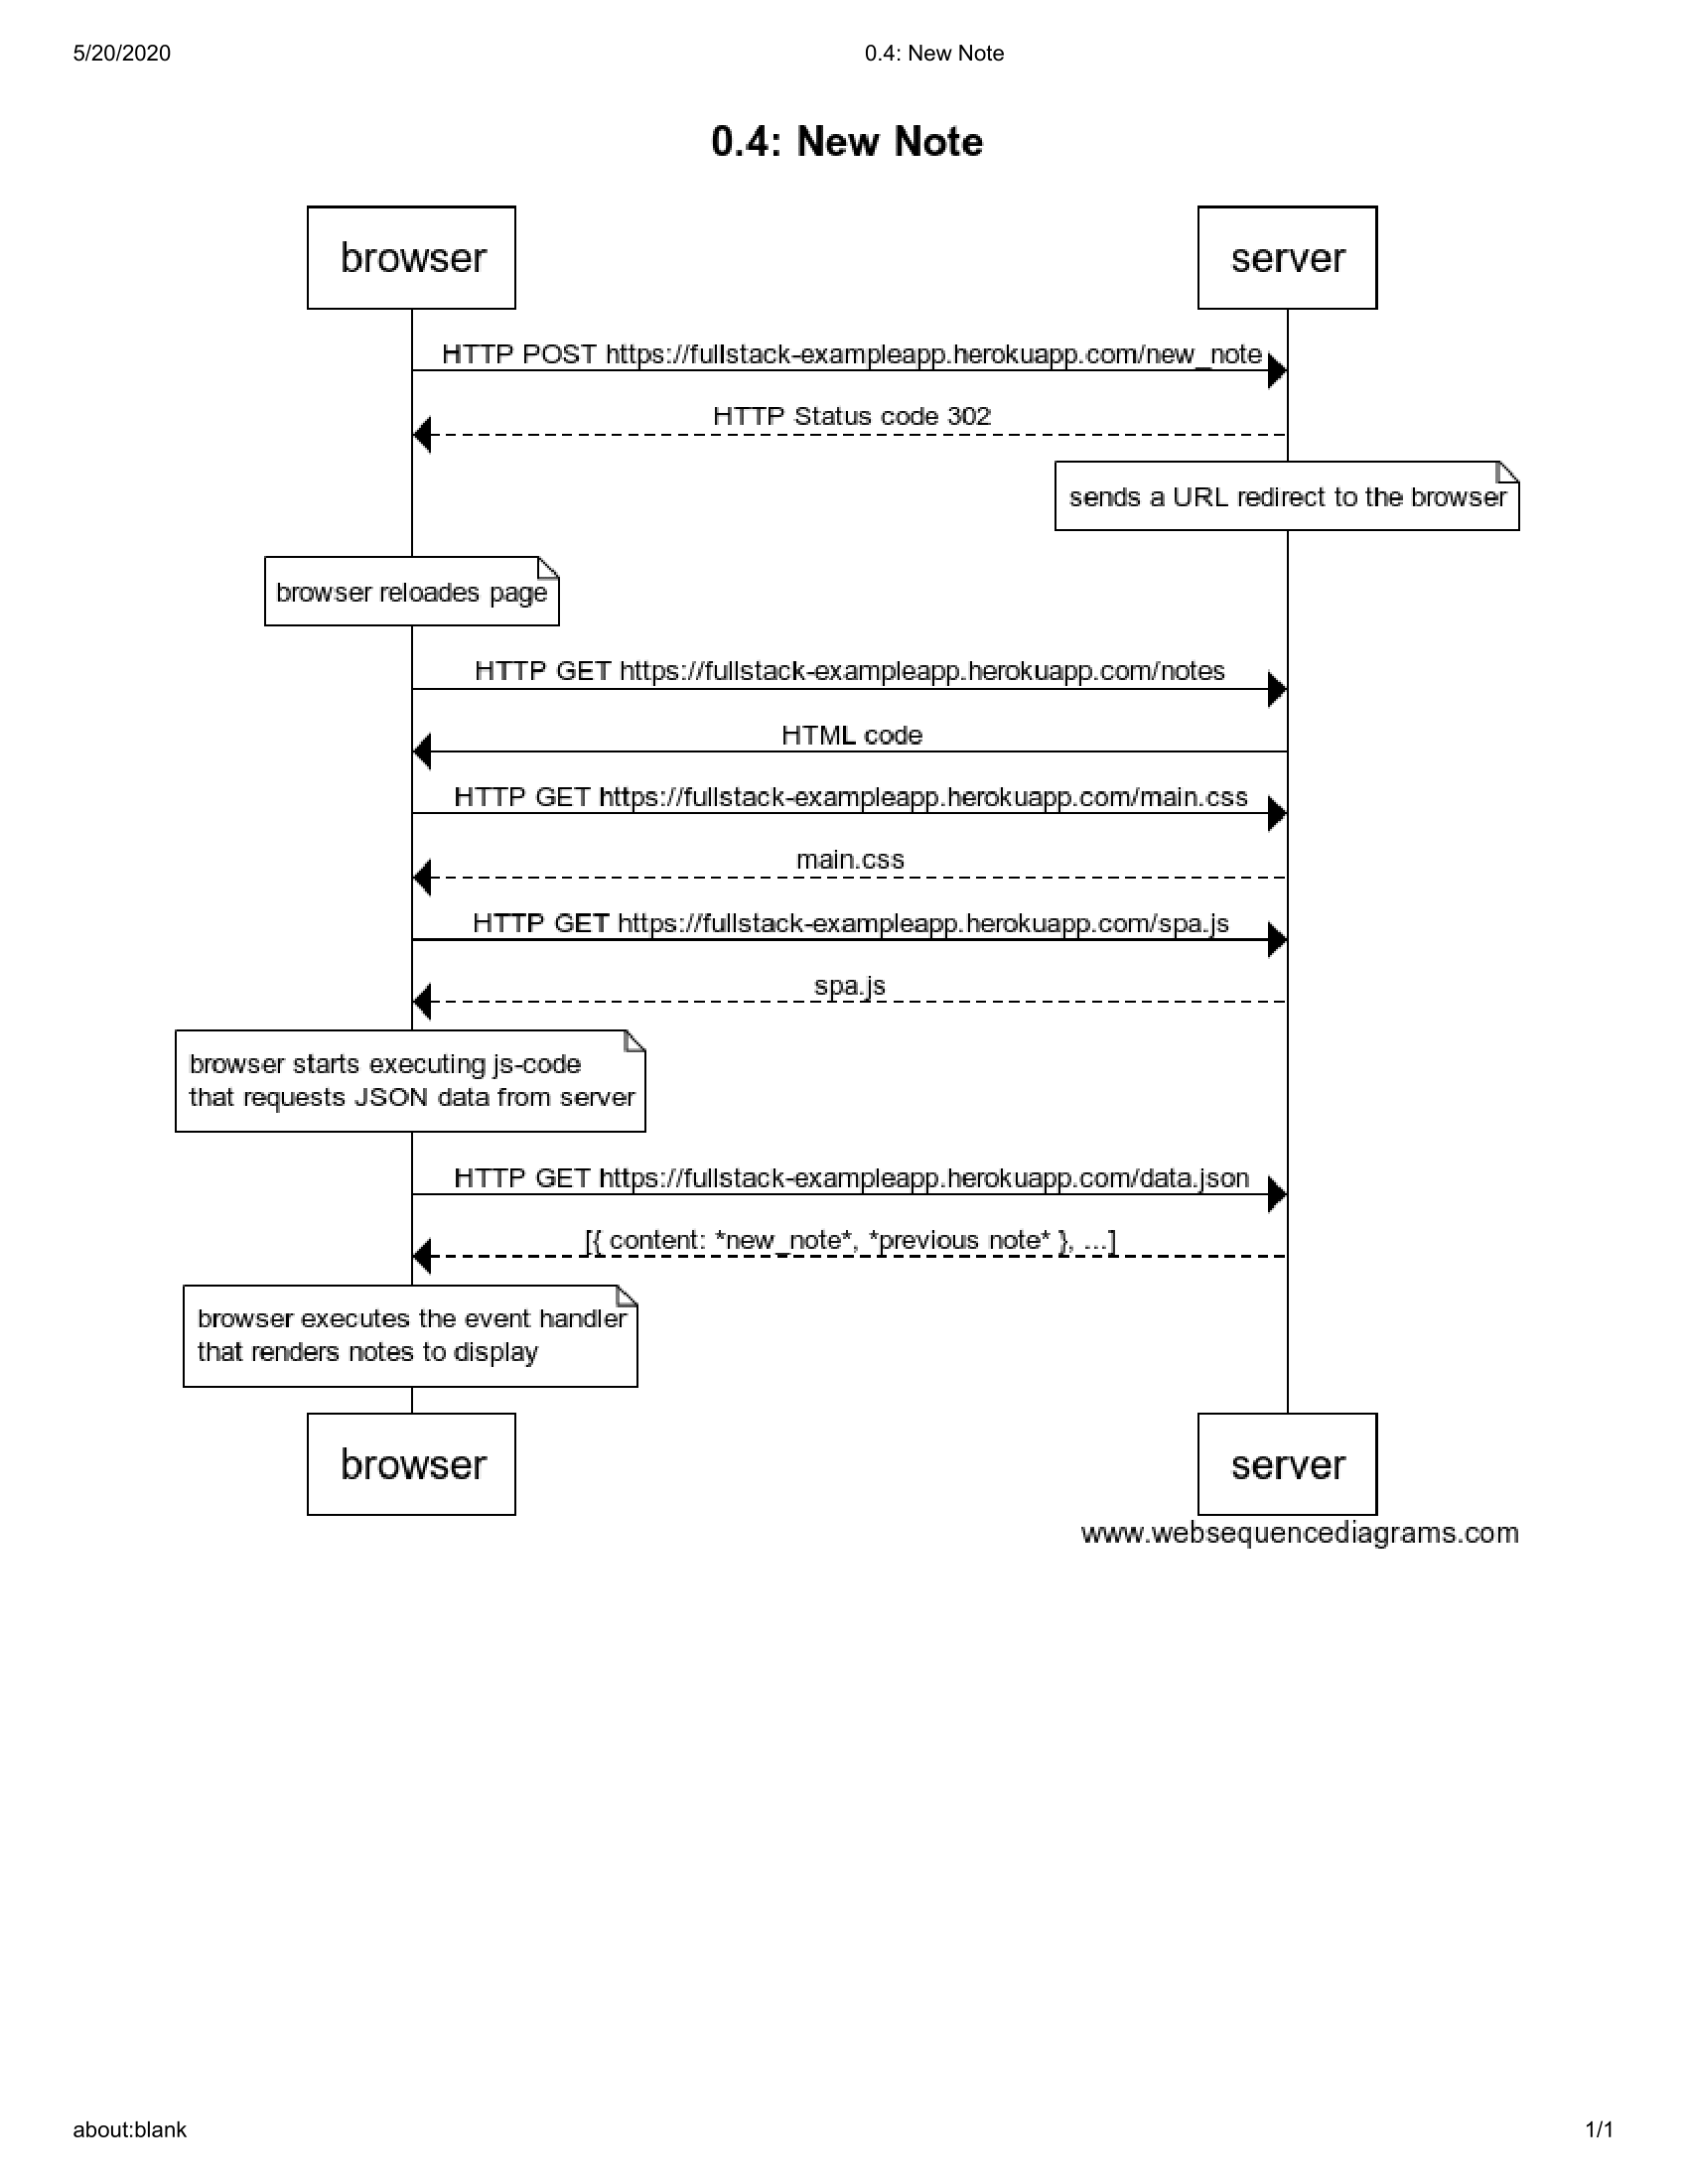 5/20/2020
0.4: New Note
0.4: New Note
browser
server
HTTP POST https://fullstack-exampleapp.herokuapp.com/new_note
HTTP Status code 302
sends a URL redirect to the browser
browser reloades page
HTTP GET https://fullstack-exampleapp.herokuapp.com/notes
HTML code
HTTP GET https://fullstack-exampleapp.herokuapp.com/main.css
main.css
HTTP GET https://fullstack-exampleapp.herokuapp.com/spa.js
spa.js
browser starts executing js-code
that requests JSON data from server
HTTP GET https://fullstack-exampleapp.herokuapp.com/data.json
[{ content: *new_note*, *previous note* }, ...]
browser executes the event handler
that renders notes to display
browser
server
www.websequencediagrams.com
about:blank
1/1